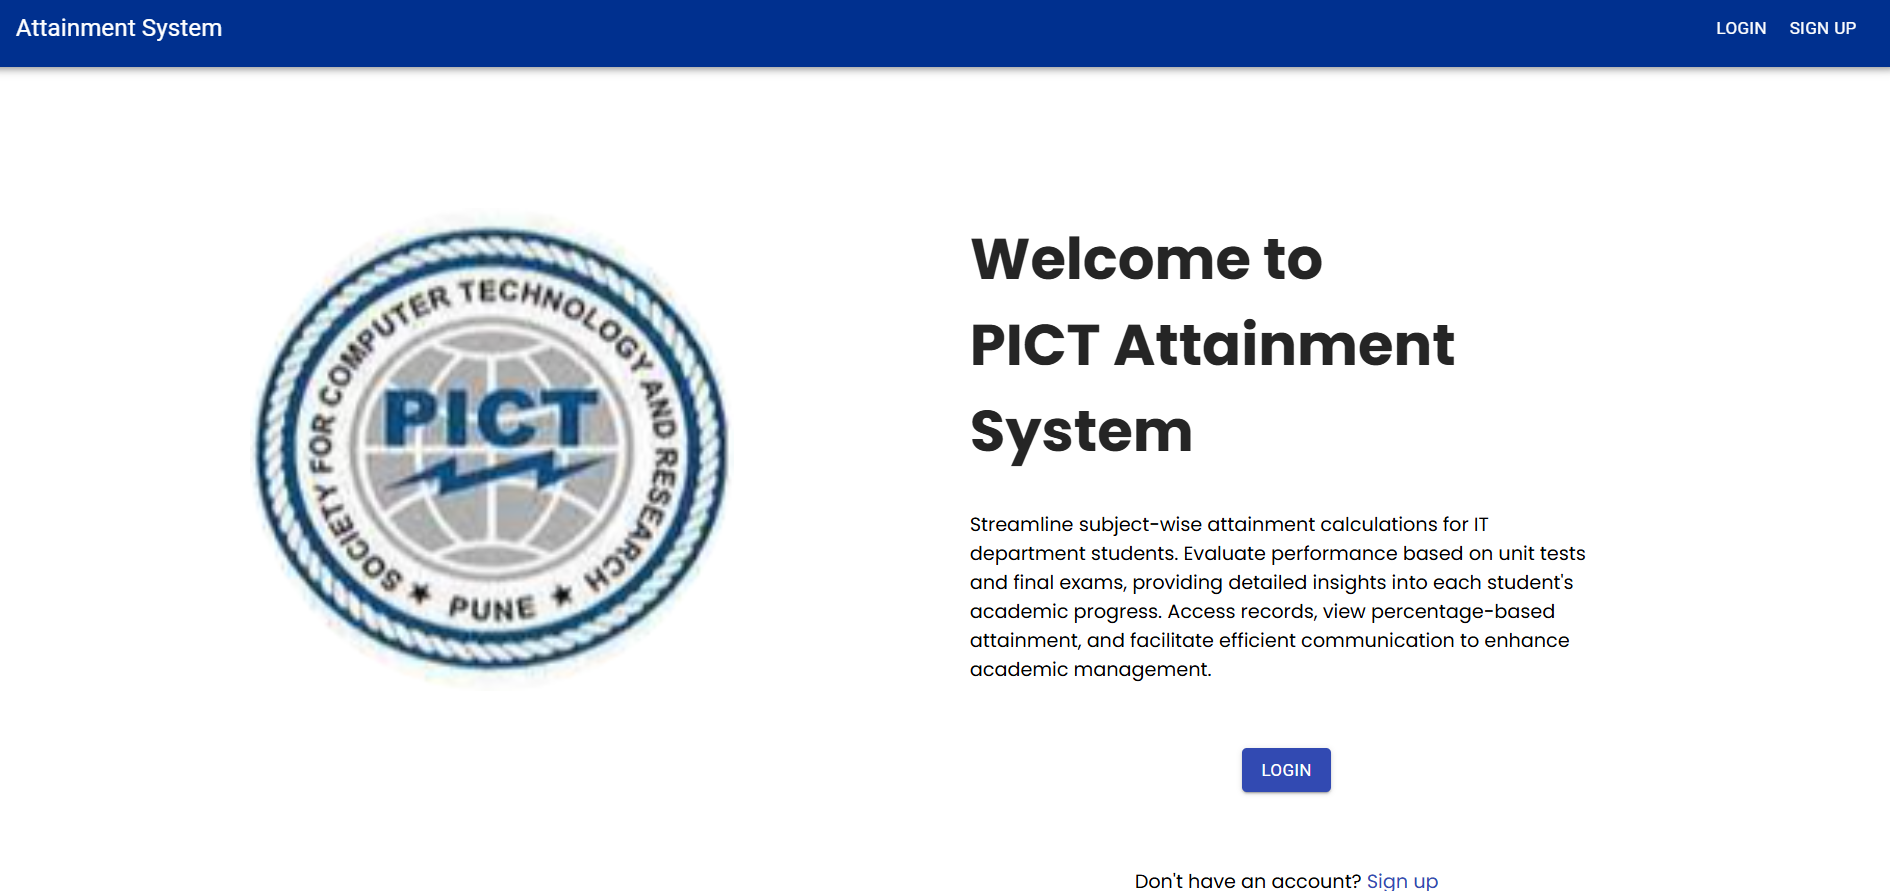 Attainment System
LOGIN SIGN UP
SOCIETY FOR COMPUTER TECHNOLOGY AND RESEARCH
PICT
★ PUNE ★
Welcome to
PICT Attainment
System
Streamline subject-wise attainment calculations for IT
department students. Evaluate performance based on unit tests
and final exams, providing detailed insights into each student's
academic progress. Access records, view percentage-based
attainment, and facilitate efficient communication to enhance
academic management.
LOGIN
Don't have an account? Sign up